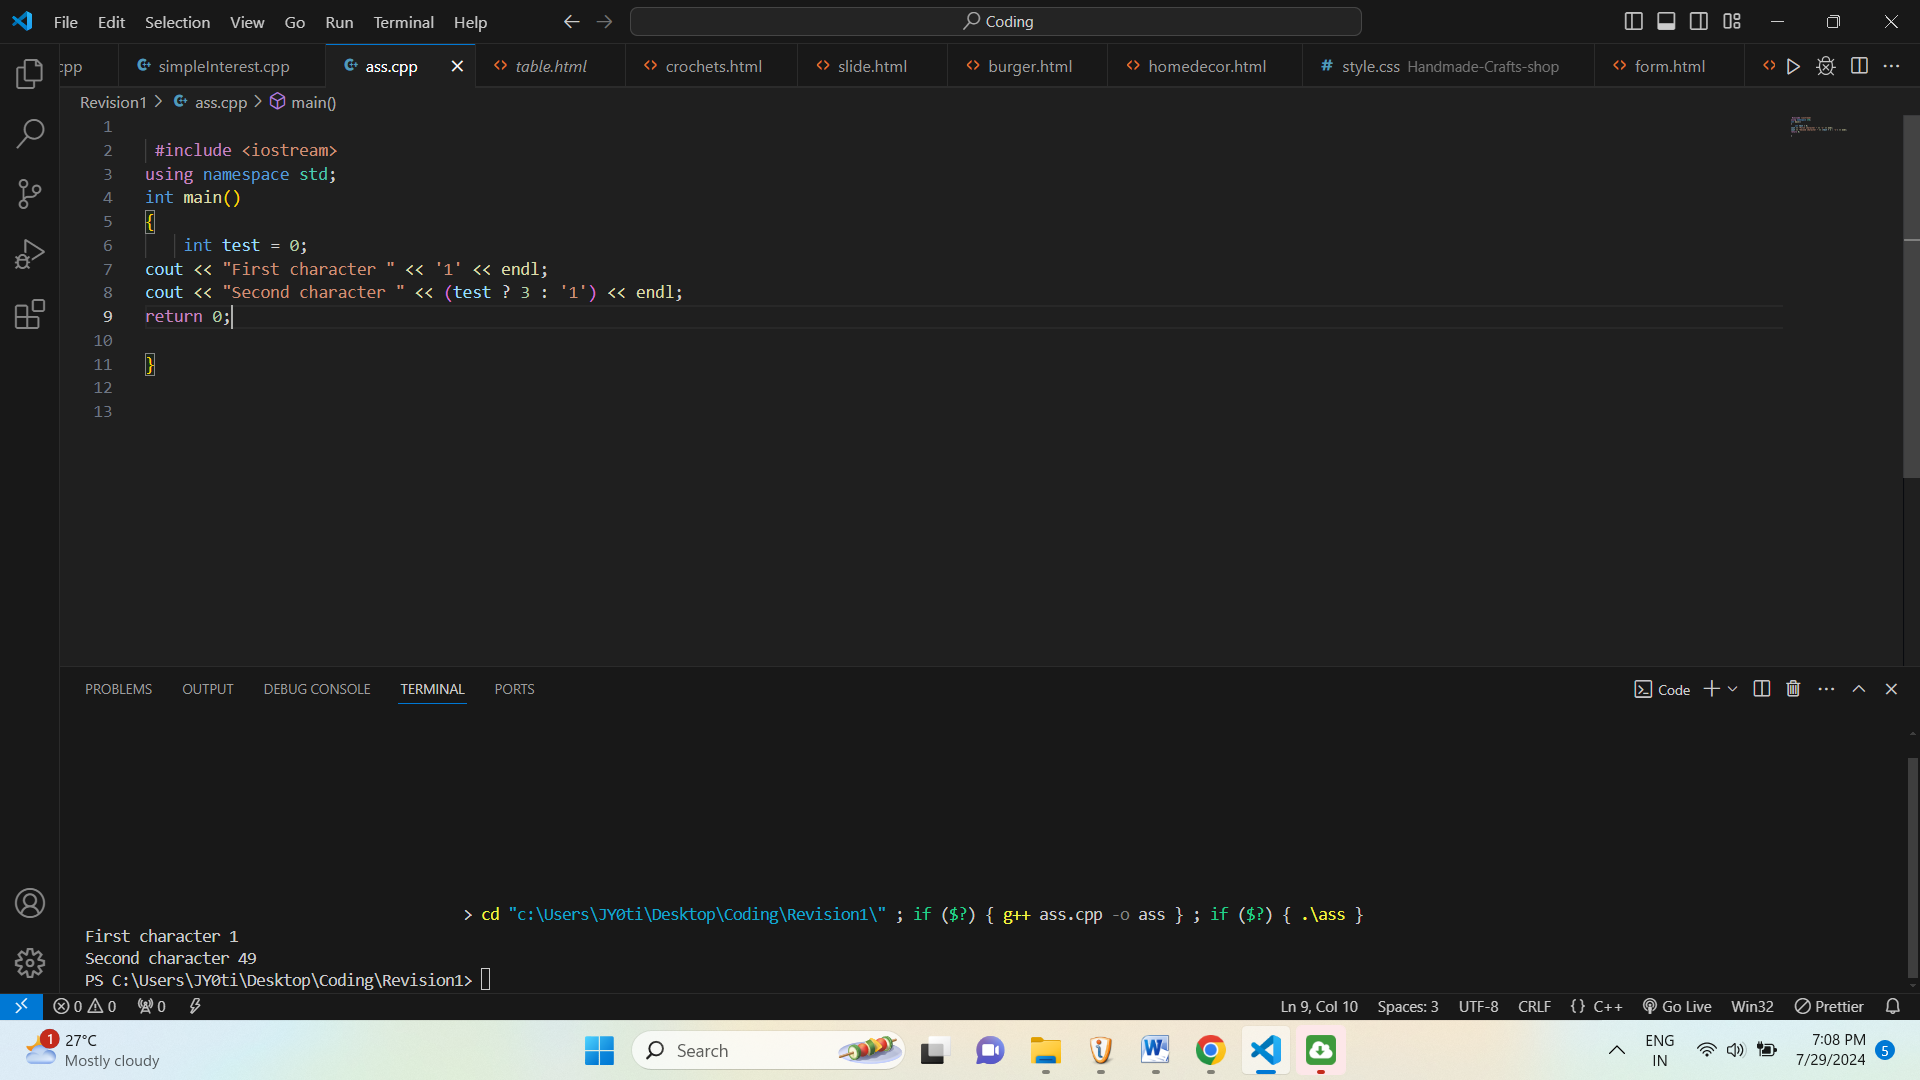 File Edit Selection View Go Run Terminal Help
Coding
cpp simpleInterest.cpp ass.cpp table.html crochets.html slide.html burger.html homedecor.html style.css Handmade-Crafts-shop form.html
Revision1 > ass.cpp > main()
1
2 #include <iostream>
3 using namespace std;
4 int main()
5 {
6 int test = 0;
7 cout << "First character " << '1' << endl;
8 cout << "Second character " << (test ? 3 : '1') << endl;
9 return 0;
10
11 }
12
13
PROBLEMS OUTPUT DEBUG CONSOLE TERMINAL PORTS
Code
> cd "c:\Users\JY0ti\Desktop\Coding\Revision1\" ; if ($?) { g++ ass.cpp -o ass } ; if ($?) { .\ass }
First character 1
Second character 49
PS C:\Users\JY0ti\Desktop\Coding\Revision1>
0 0 0 Ln 9, Col 10 Spaces: 3 UTF-8 CRLF {} C++ Go Live Win32 Prettier
1 27°C
Mostly cloudy
Search
ENG
IN
7:08 PM
7/29/2024
5